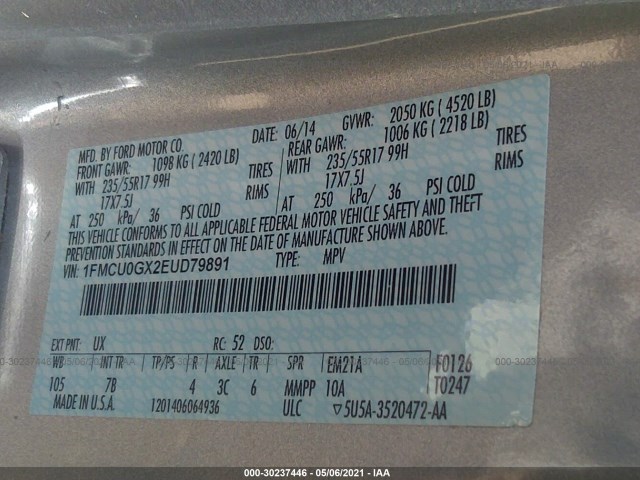 DATE: 06/14 GVWR: 2050 KG ( 4520 LB)
MFD. BY FORD MOTOR CO.
FRONT GAWR: 1098 KG ( 2420 LB) REAR GAWR: 1006 KG ( 2218 LB)
WITH 235/55R17 99H TIRES WITH 235/55R17 99H TIRES
17X7.5J RIMS 17X7.5J RIMS
AT 250 kPa/ 36 PSI COLD AT 250 kPa/ 36 PSI COLD
THIS VEHICLE CONFORMS TO ALL APPLICABLE FEDERAL MOTOR VEHICLE SAFETY AND THEFT
PREVENTION STANDARDS IN EFFECT ON THE DATE OF MANUFACTURE SHOWN ABOVE.
VIN: 1FMCU0GX2EUD79891 TYPE: MPV
EXT PNT: UX RC: 52 DSO:
WB INT TR TP/PS R AXLE TR SPR EM21A F0126
105 7B 4 3C 6 MMPP 10A T0247
MADE IN U.S.A. 1201406064936 ULC ▽5U5A-3520472-AA
000-30237446 - 05/06/2021 - IAA